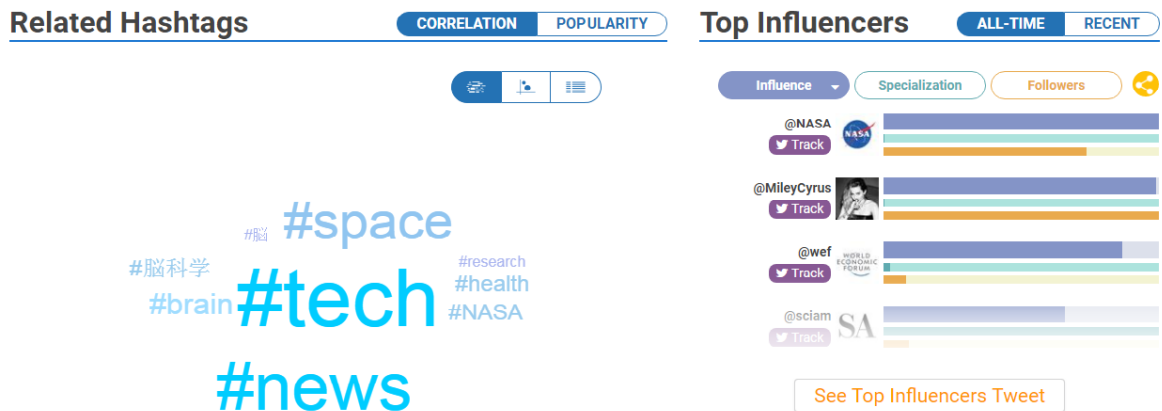 Related Hashtags
CORRELATION POPULARITY
#space
#脳
#research
#脳科学
#tech
#health
#brain
#NASA
#news
Top Influencers
ALL-TIME RECENT
Influence Specialization Followers
@NASA
Track
NASA
@MileyCyrus
Track
@wef
Track
WORLD
ECONOMIC
FORUM
@sciam
Track
SA
See Top Influencers Tweet